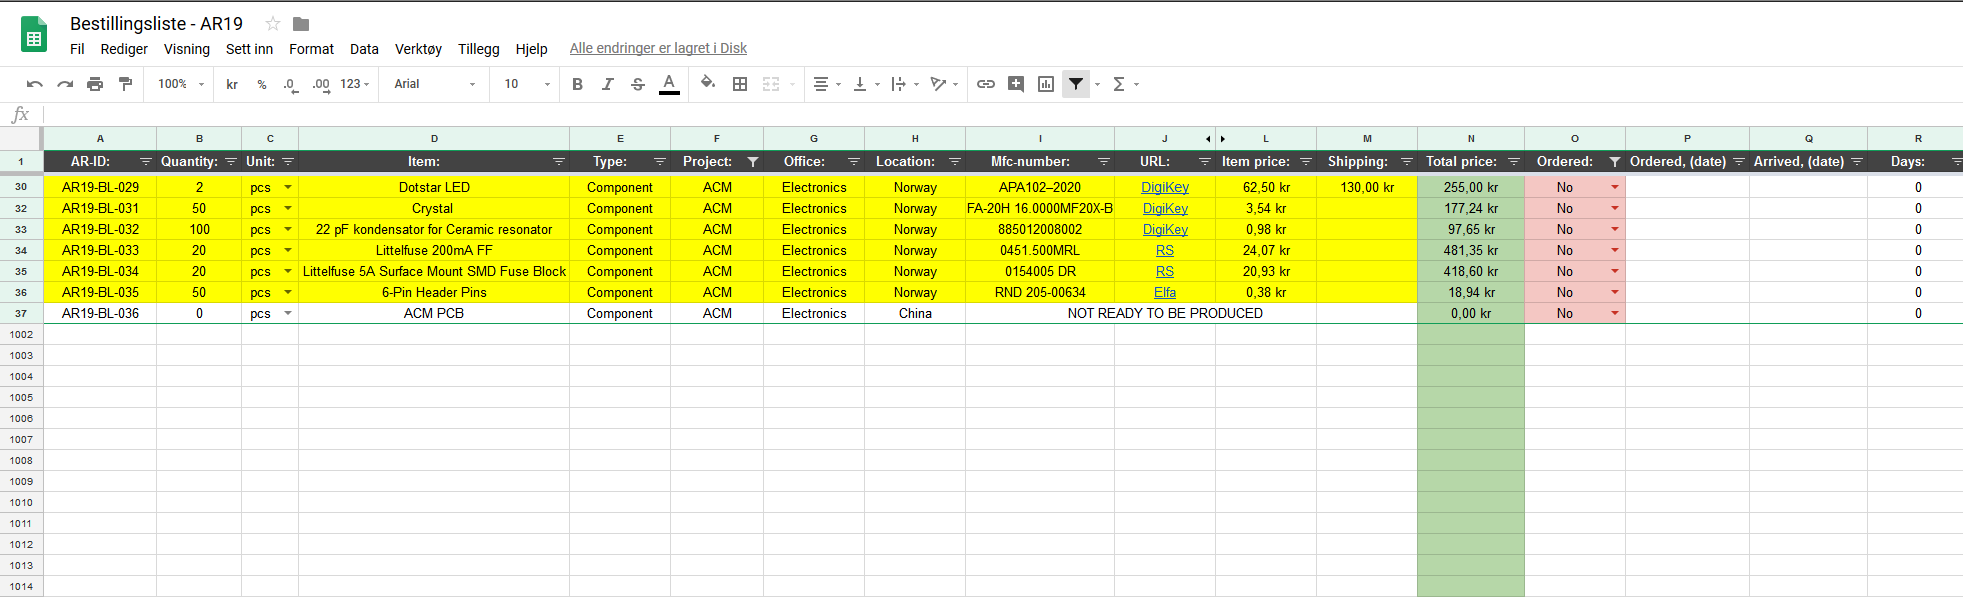 Bestillingsliste - AR19
Fil Rediger Visning Sett inn Format Data Verktøy Tillegg Hjelp Alle endringer er lagret i Disk
100% kr % .0 .00 123 Arial 10 B I S A Σ
fx
A B C D E F G H I J L M N O P Q R
1 AR-ID: Quantity: Unit: Item: Type: Project: Office: Location: Mfc-number: URL: Item price: Shipping: Total price: Ordered: Ordered, (date) Arrived, (date) Days:
30 AR19-BL-029 2 pcs Dotstar LED Component ACM Electronics Norway APA102–2020 DigiKey 62,50 kr 130,00 kr 255,00 kr No 0
32 AR19-BL-031 50 pcs Crystal Component ACM Electronics Norway FA-20H 16.0000MF20X-B DigiKey 3,54 kr 177,24 kr No 0
33 AR19-BL-032 100 pcs 22 pF kondensator for Ceramic resonator Component ACM Electronics Norway 885012008002 DigiKey 0,98 kr 97,65 kr No 0
34 AR19-BL-033 20 pcs Littelfuse 200mA FF Component ACM Electronics Norway 0451.500MRL RS 24,07 kr 481,35 kr No 0
35 AR19-BL-034 20 pcs Littelfuse 5A Surface Mount SMD Fuse Block Component ACM Electronics Norway 0154005 DR RS 20,93 kr 418,60 kr No 0
36 AR19-BL-035 50 pcs 6-Pin Header Pins Component ACM Electronics Norway RND 205-00634 Elfa 0,38 kr 18,94 kr No 0
37 AR19-BL-036 0 pcs ACM PCB Component ACM Electronics China NOT READY TO BE PRODUCED 0,00 kr No 0
1002
1003
1004
1005
1006
1007
1008
1009
1010
1011
1012
1013
1014